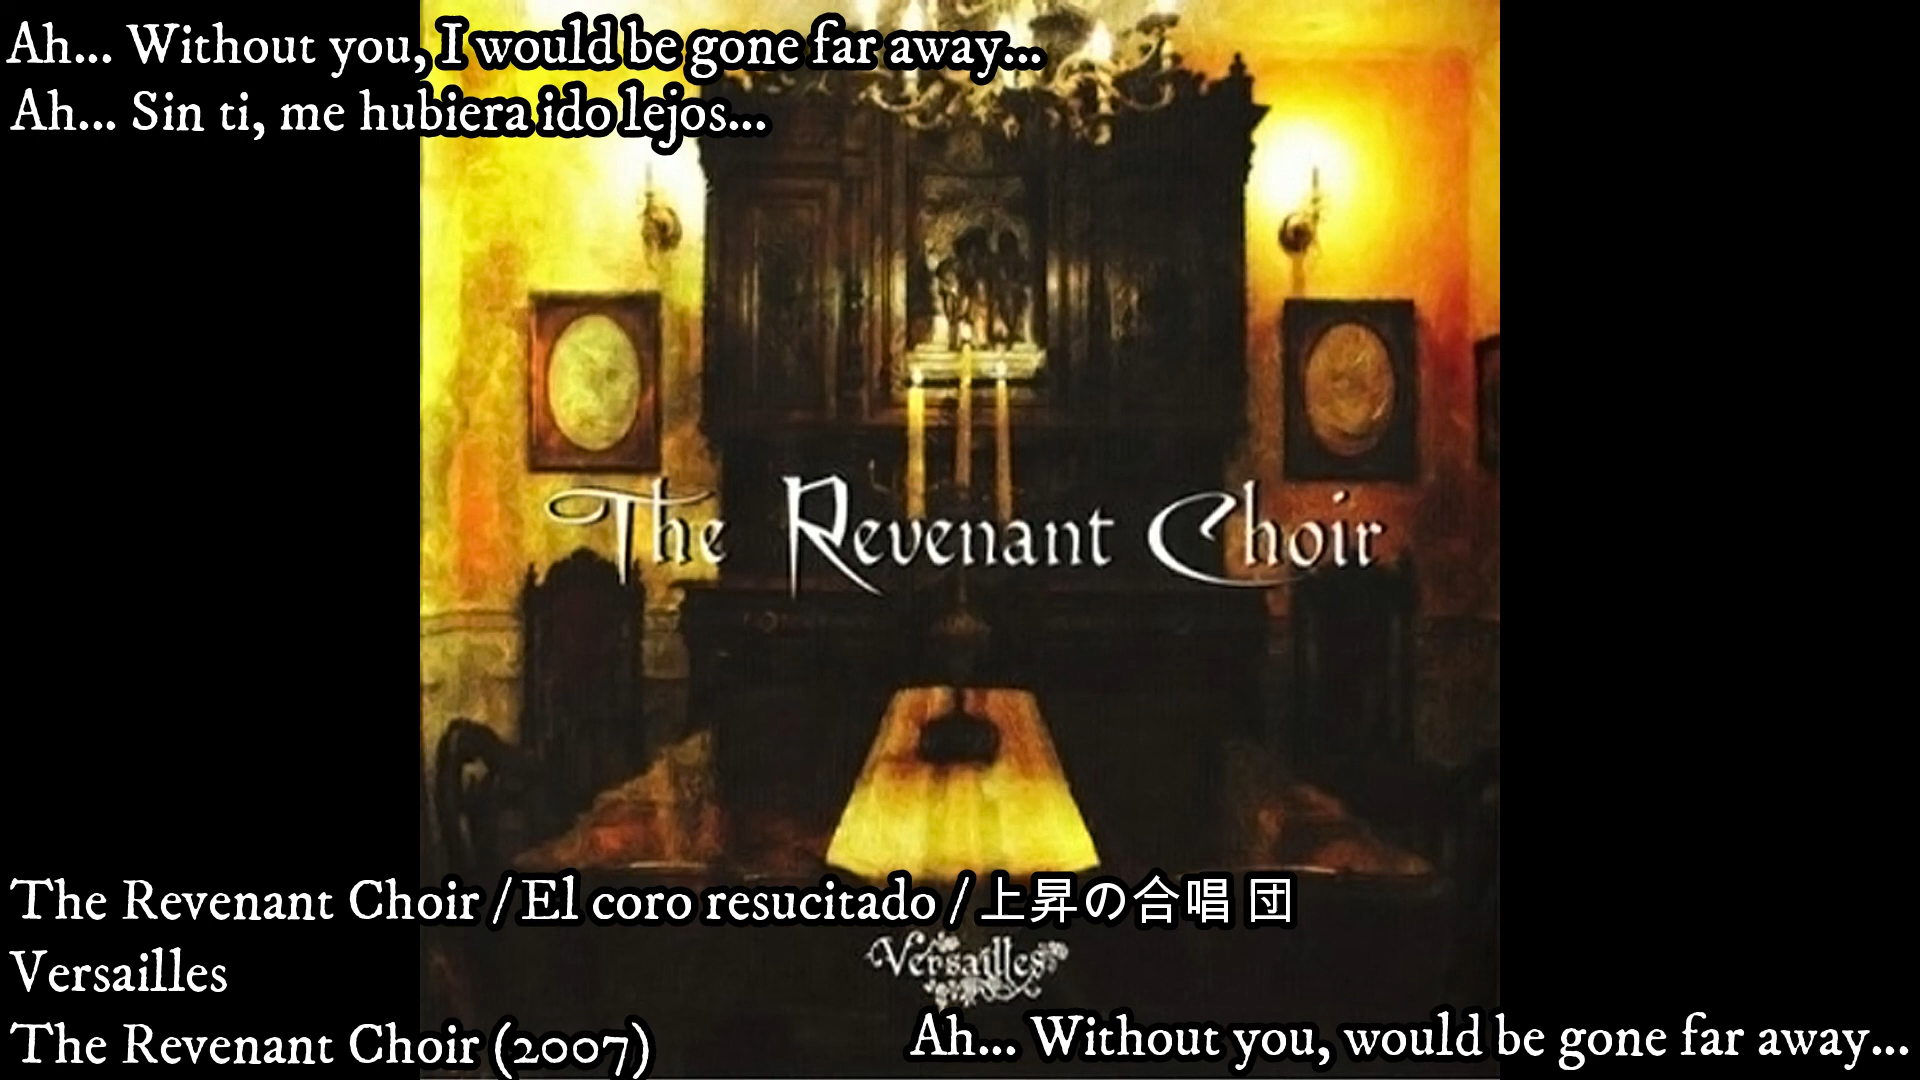 Ah... Without you, I would be gone far away...
Ah... Sin ti, me hubiera ido lejos...
The Revenant Choir
The Revenant Choir / El coro resucitado / 上昇の合唱 団
Versailles
Versailles
The Revenant Choir (2007)
Ah... Without you, would be gone far away...